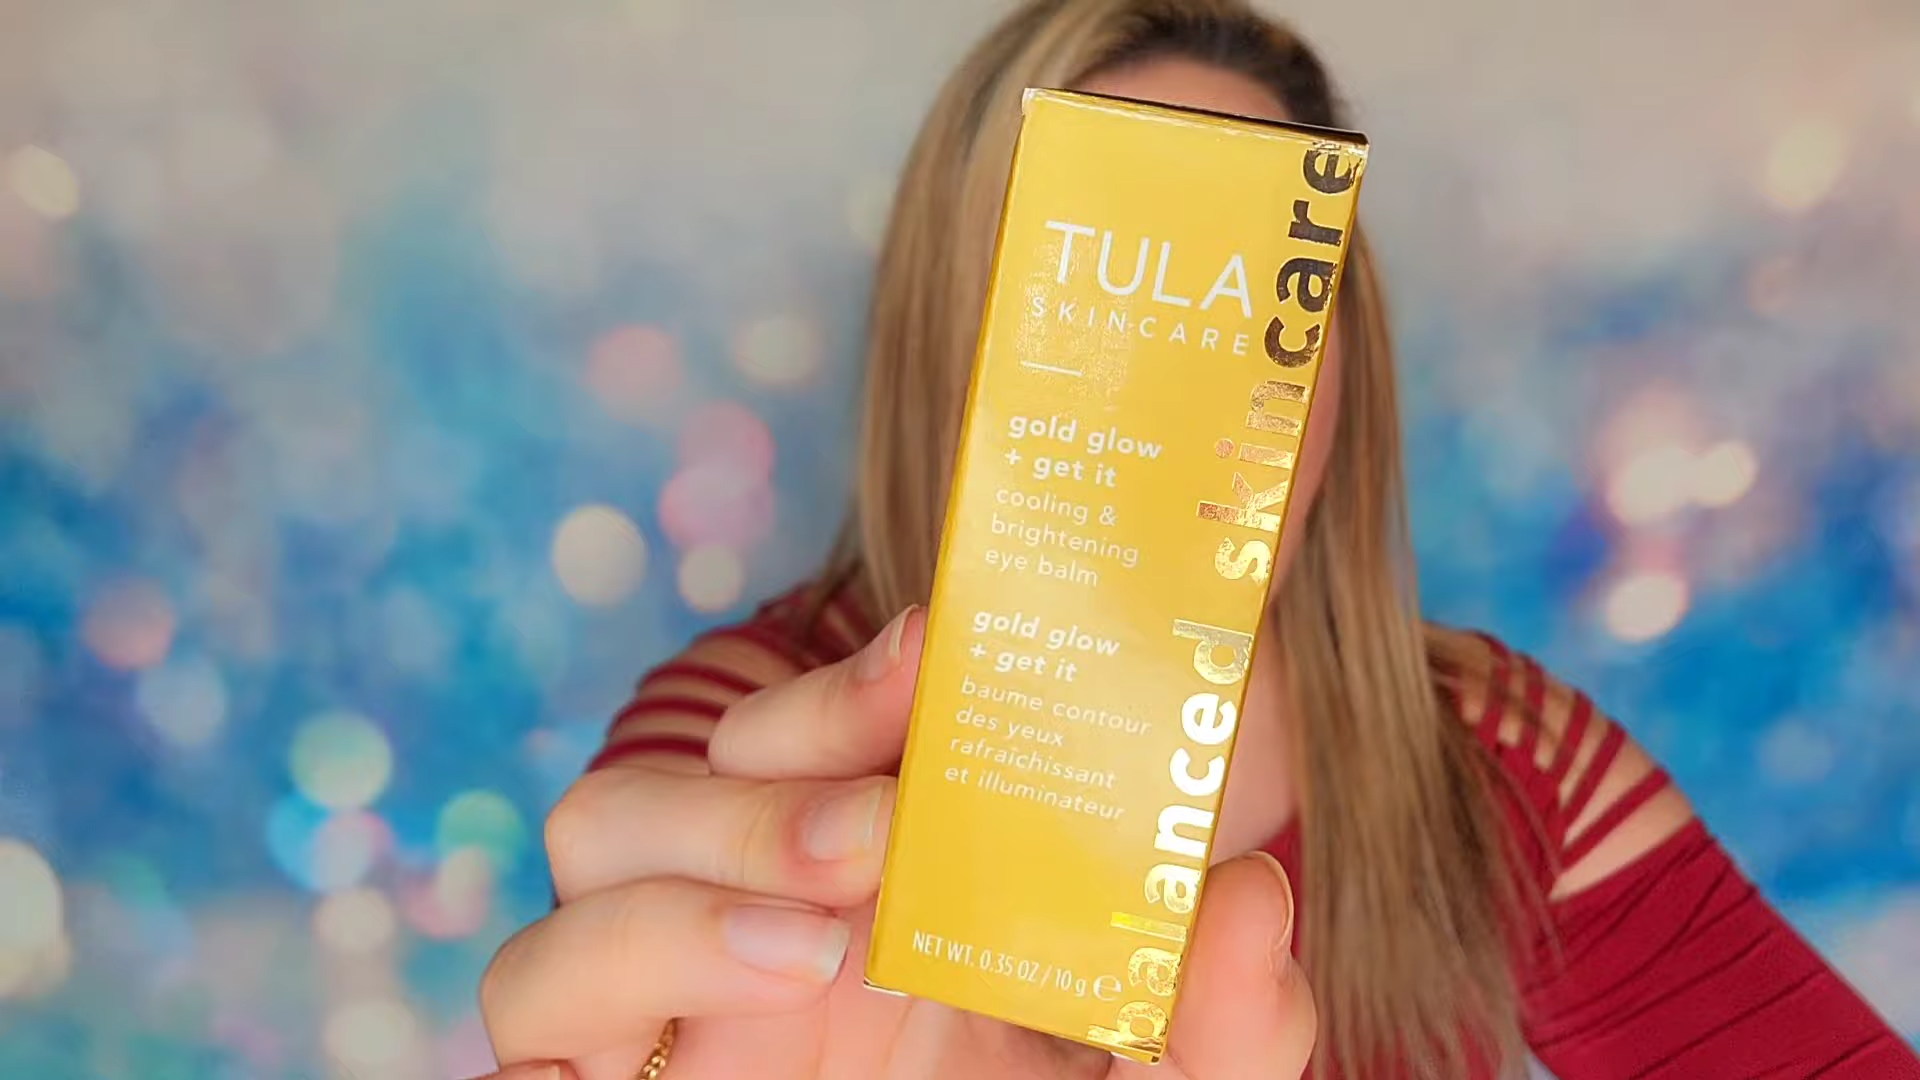 TULA
SKINCARE
gold glow
+ get it
cooling &
brightening
eye balm
gold glow
+ get it
baume contour
des yeux
rafraîchissant
et illuminateur
NET WT. 0.35 OZ / 10 g ℮
balanced skincare